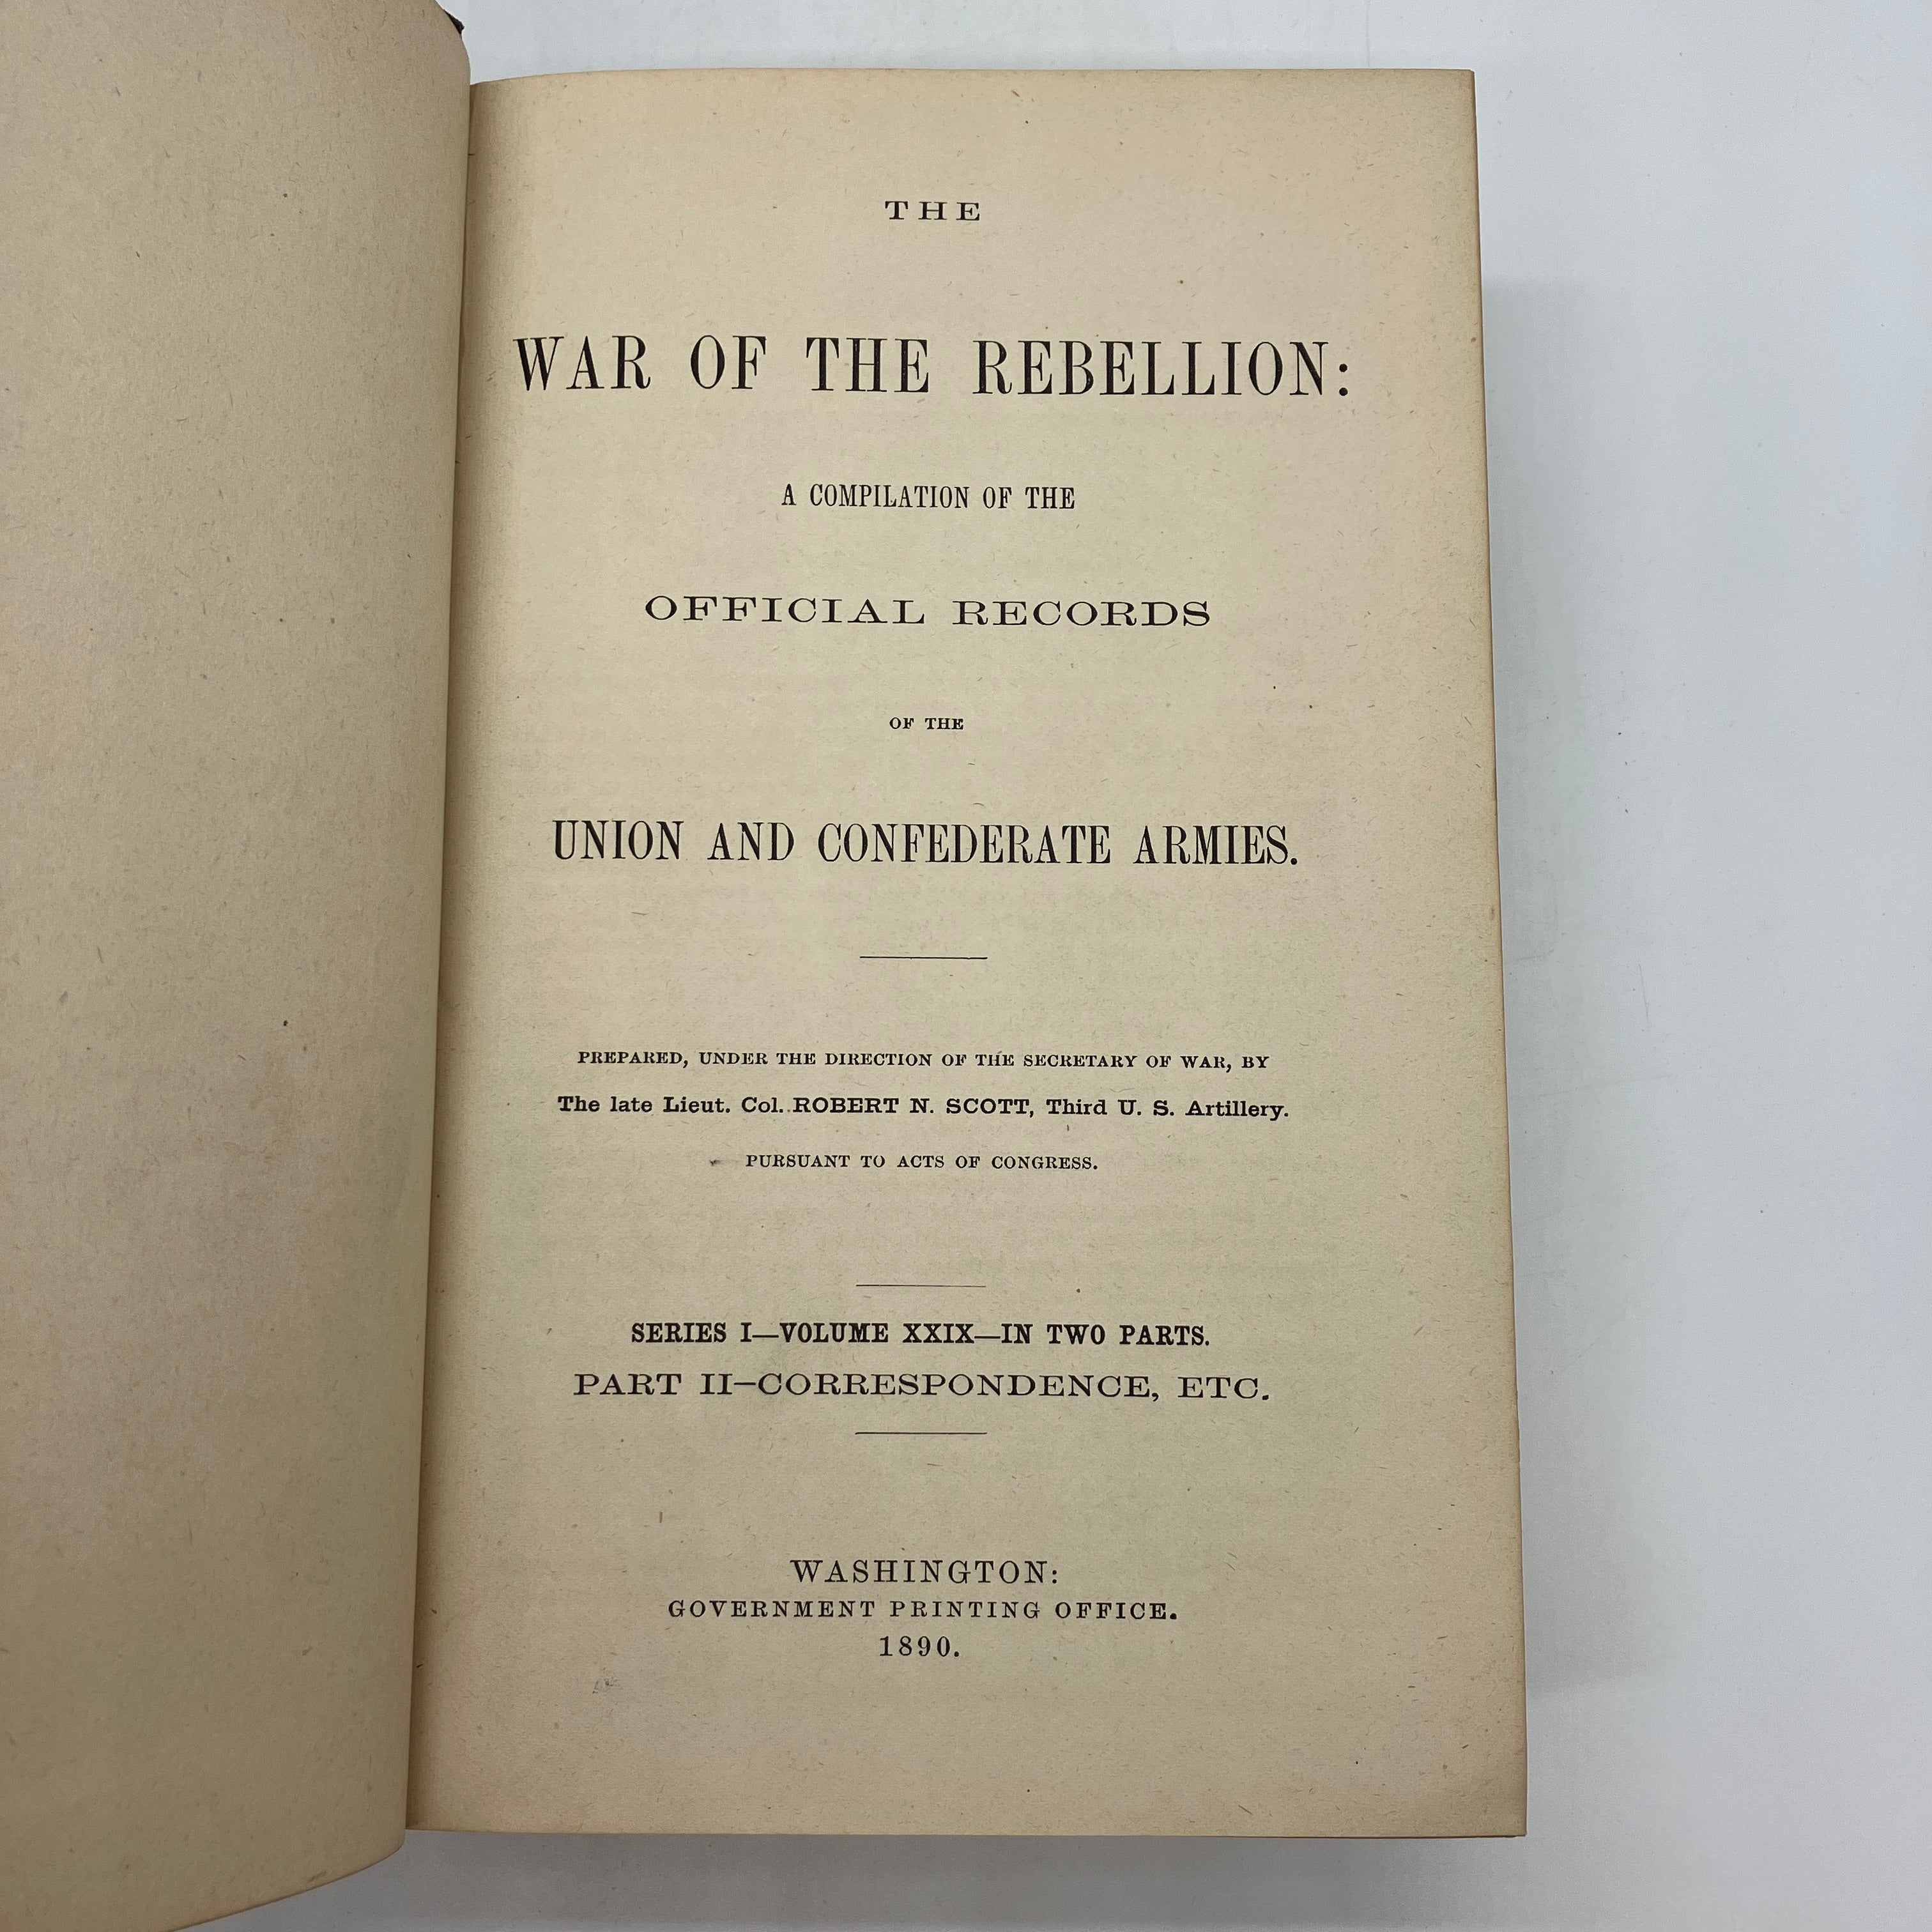 THE
WAR OF THE REBELLION:
A COMPILATION OF THE
OFFICIAL RECORDS
OF THE
UNION AND CONFEDERATE ARMIES.
PREPARED, UNDER THE DIRECTION OF THE SECRETARY OF WAR, BY
The late Lieut. Col. ROBERT N. SCOTT, Third U. S. Artillery.
PURSUANT TO ACTS OF CONGRESS.
SERIES I—VOLUME XXIX—IN TWO PARTS.
PART II—CORRESPONDENCE, ETC.
WASHINGTON:
GOVERNMENT PRINTING OFFICE.
1890.